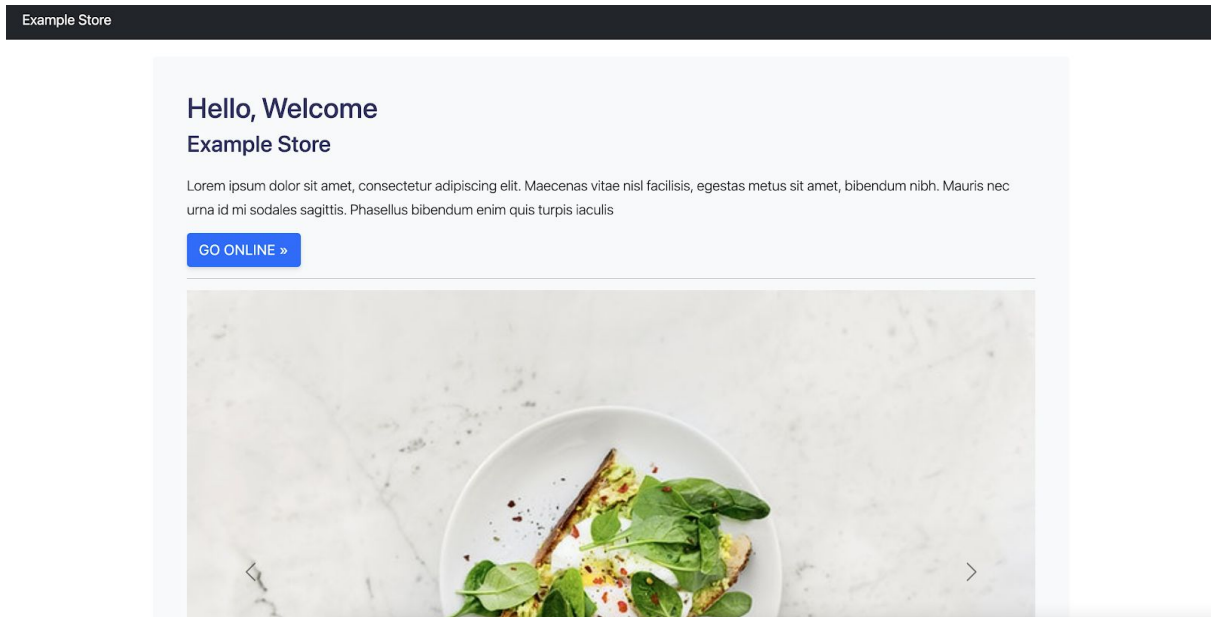 Example Store
Hello, Welcome
Example Store
Lorem ipsum dolor sit amet, consectetur adipiscing elit. Maecenas vitae nisl facilisis, egestas metus sit amet, bibendum nibh. Mauris nec
urna id mi sodales sagittis. Phasellus bibendum enim quis turpis iaculis
GO ONLINE »